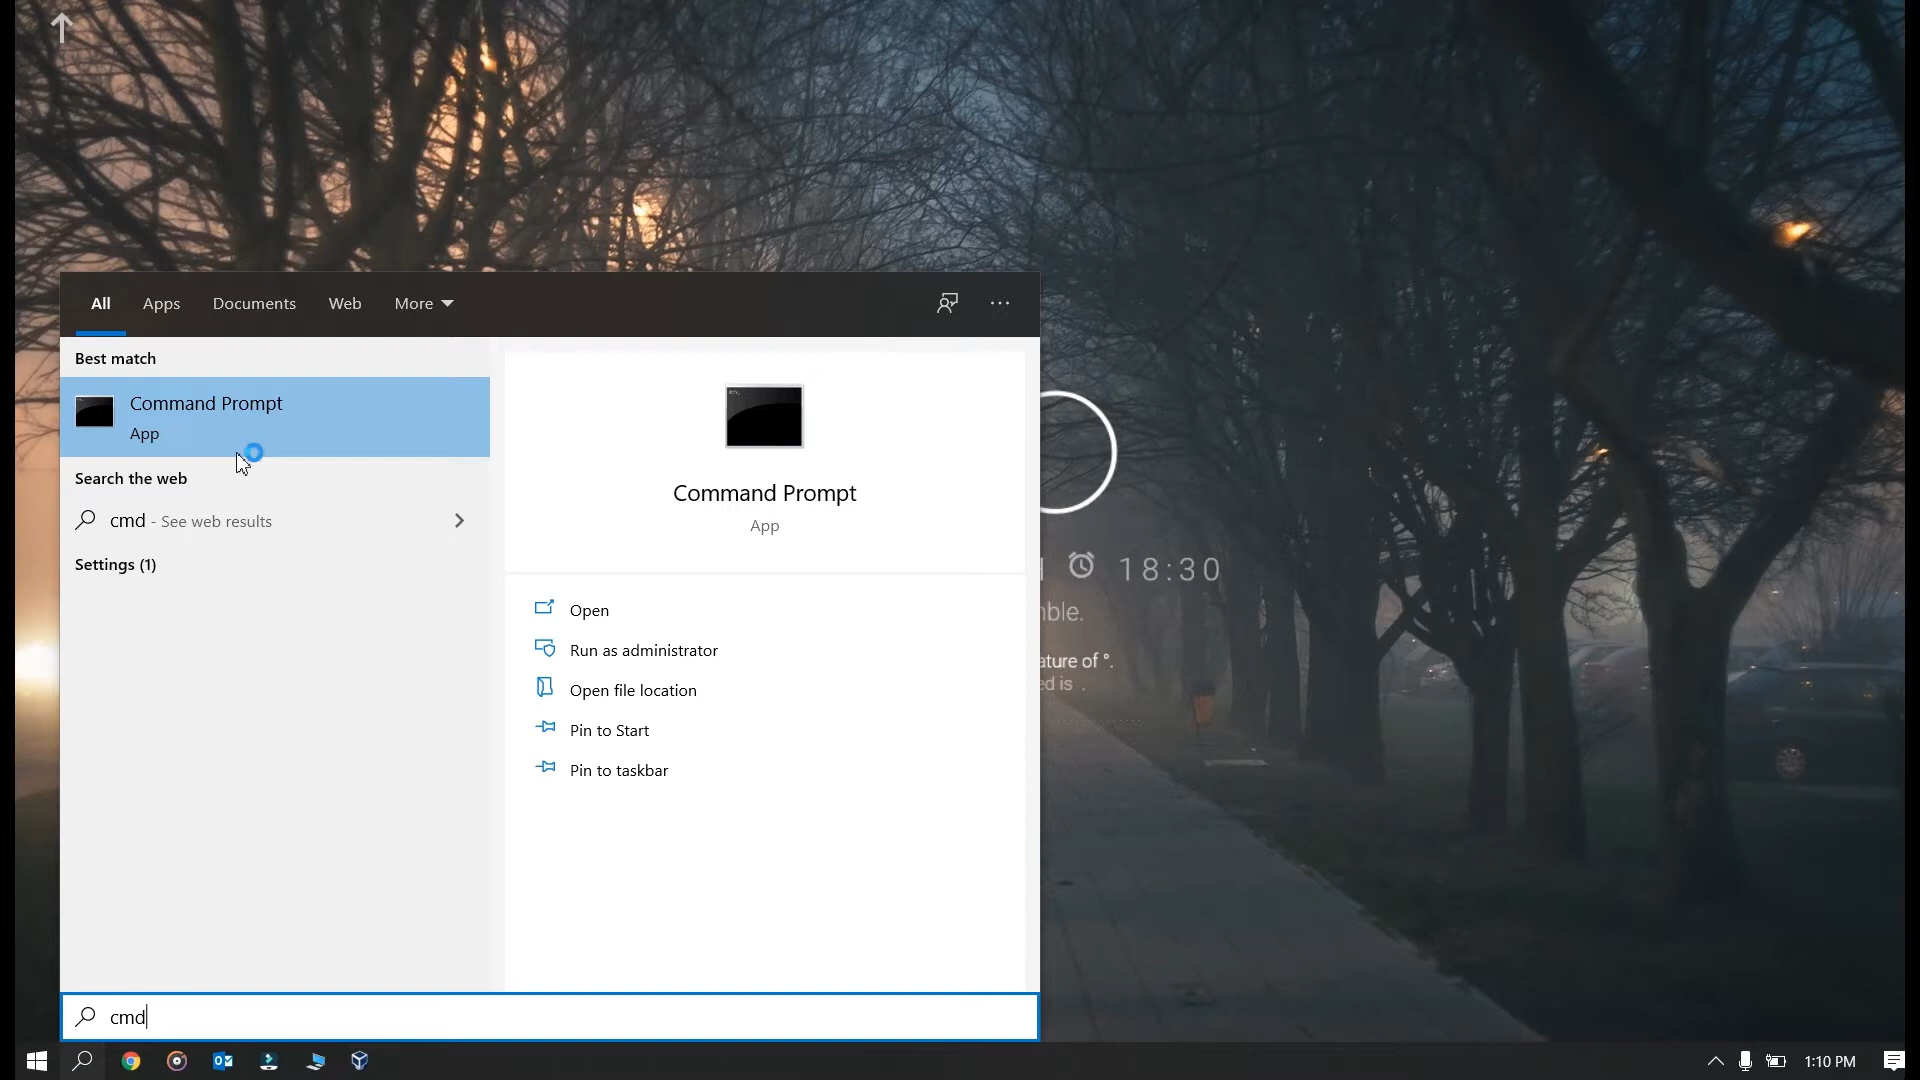 All Apps Documents Web More
Best match
Command Prompt
App
Search the web
cmd - See web results
Settings (1)
Command Prompt
App
Open
Run as administrator
Open file location
Pin to Start
Pin to taskbar
18:30
ature of °.
ed is .
cmd
1:10 PM